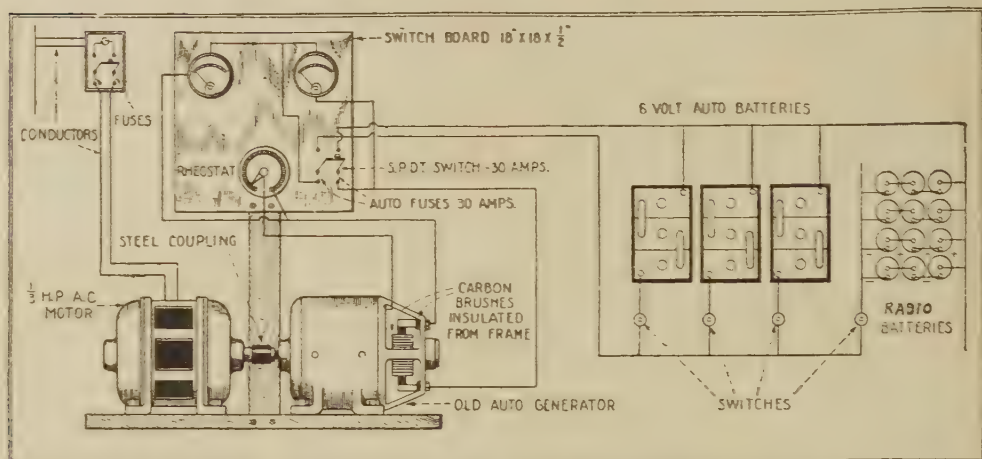 SWITCH BOARD 18"X18X 1/2"
CONDUCTORS
FUSES
6 VOLT AUTO BATTERIES
RHEOSTAT
S.P.D.T. SWITCH - 30 AMPS.
AUTO FUSES 30 AMPS.
STEEL COUPLING
1/3 H.P. A.C.
MOTOR
CARBON
BRUSHES
INSULATED
FROM FRAME
RADIO
BATTERIES
OLD AUTO GENERATOR
SWITCHES